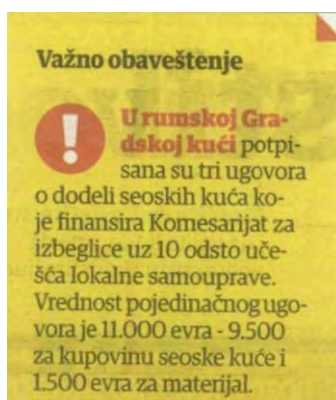 Važno obaveštenje
U rumskoj Gra-
dskoj kući potpi-
sana su tri ugovora
o dodeli seoskih kuća ko-
je finansira Komesarijat za
izbeglice uz 10 odsto uče-
šća lokalne samouprave.
Vrednost pojedinačnog ugo-
vora je 11.000 evra - 9.500
za kupovinu seoske kuće i
1.500 evra za materijal.